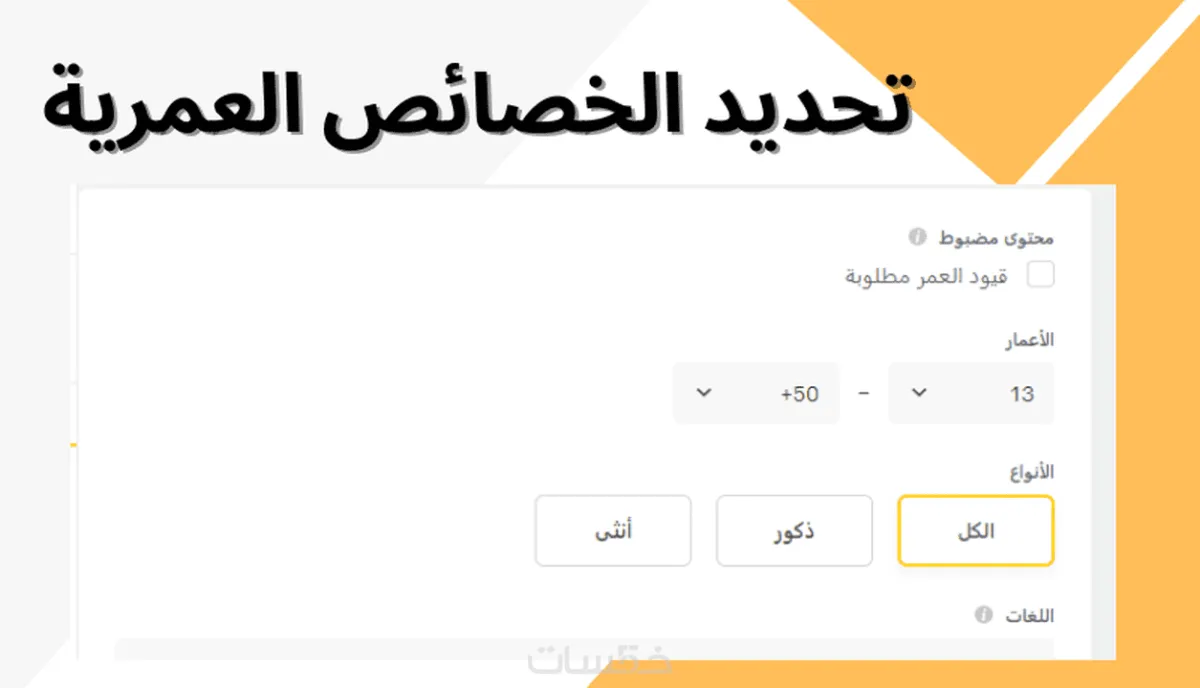 تحديد الخصائص العمرية
محتوى مضبوط
قيود العمر مطلوبة
الأعمار
13 - 50+
الأنواع
الكل ذكور أنثى
اللغات
خمسات